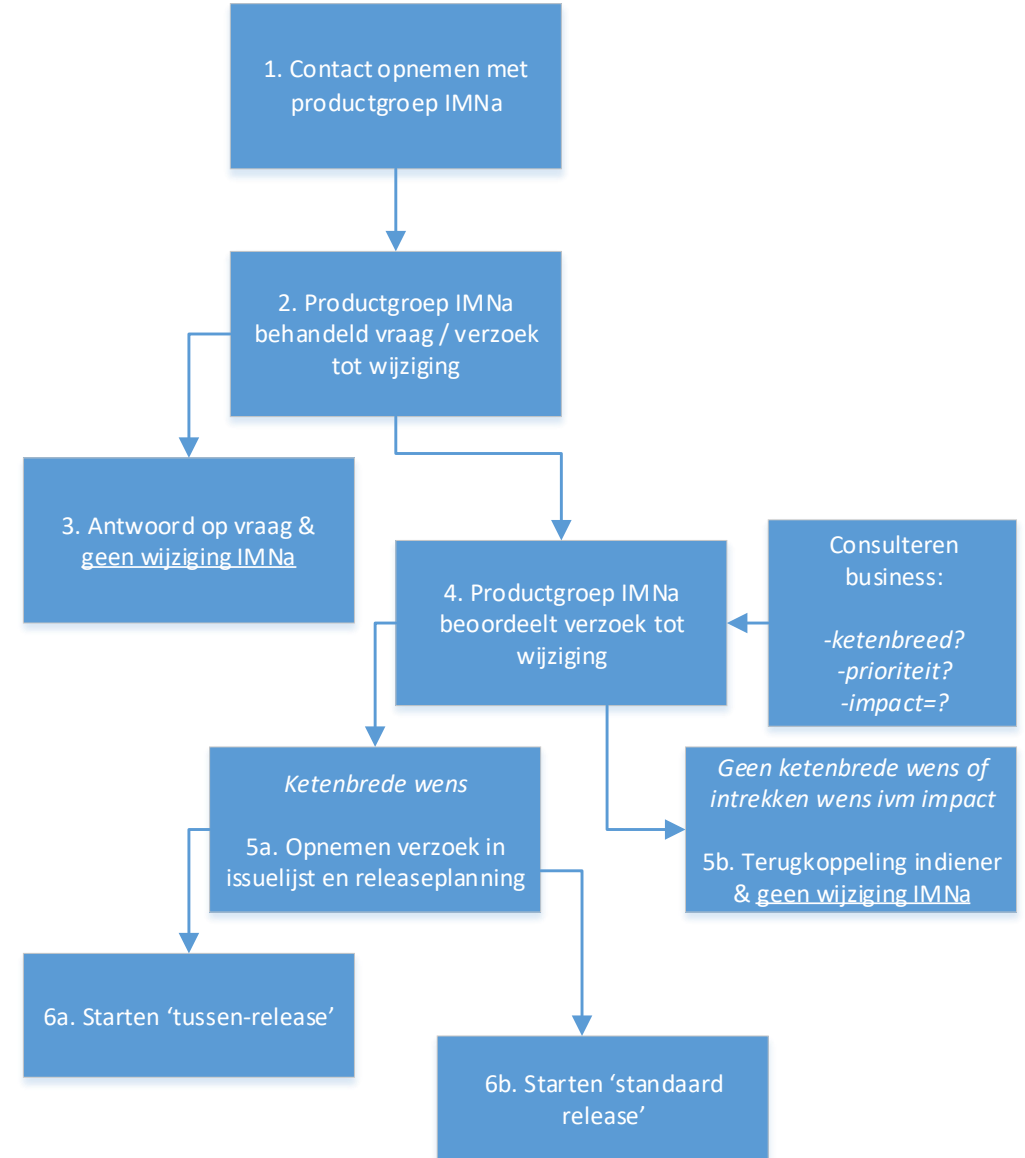 1. Contact opnemen met
productgroep IMNa
2. Productgroep IMNa
behandeld vraag / verzoek
tot wijziging
3. Antwoord op vraag &
geen wijziging IMNa
4. Productgroep IMNa
beoordeelt verzoek tot
wijziging
Consulteren
business:
-ketenbreed?
-prioriteit?
-impact=?
Ketenbrede wens
5a. Opnemen verzoek in
issuelijst en releaseplanning
Geen ketenbrede wens of
intrekken wens ivm impact
5b. Terugkoppeling indiener
& geen wijziging IMNa
6a. Starten ‘tussen-release’
6b. Starten ‘standaard
release’